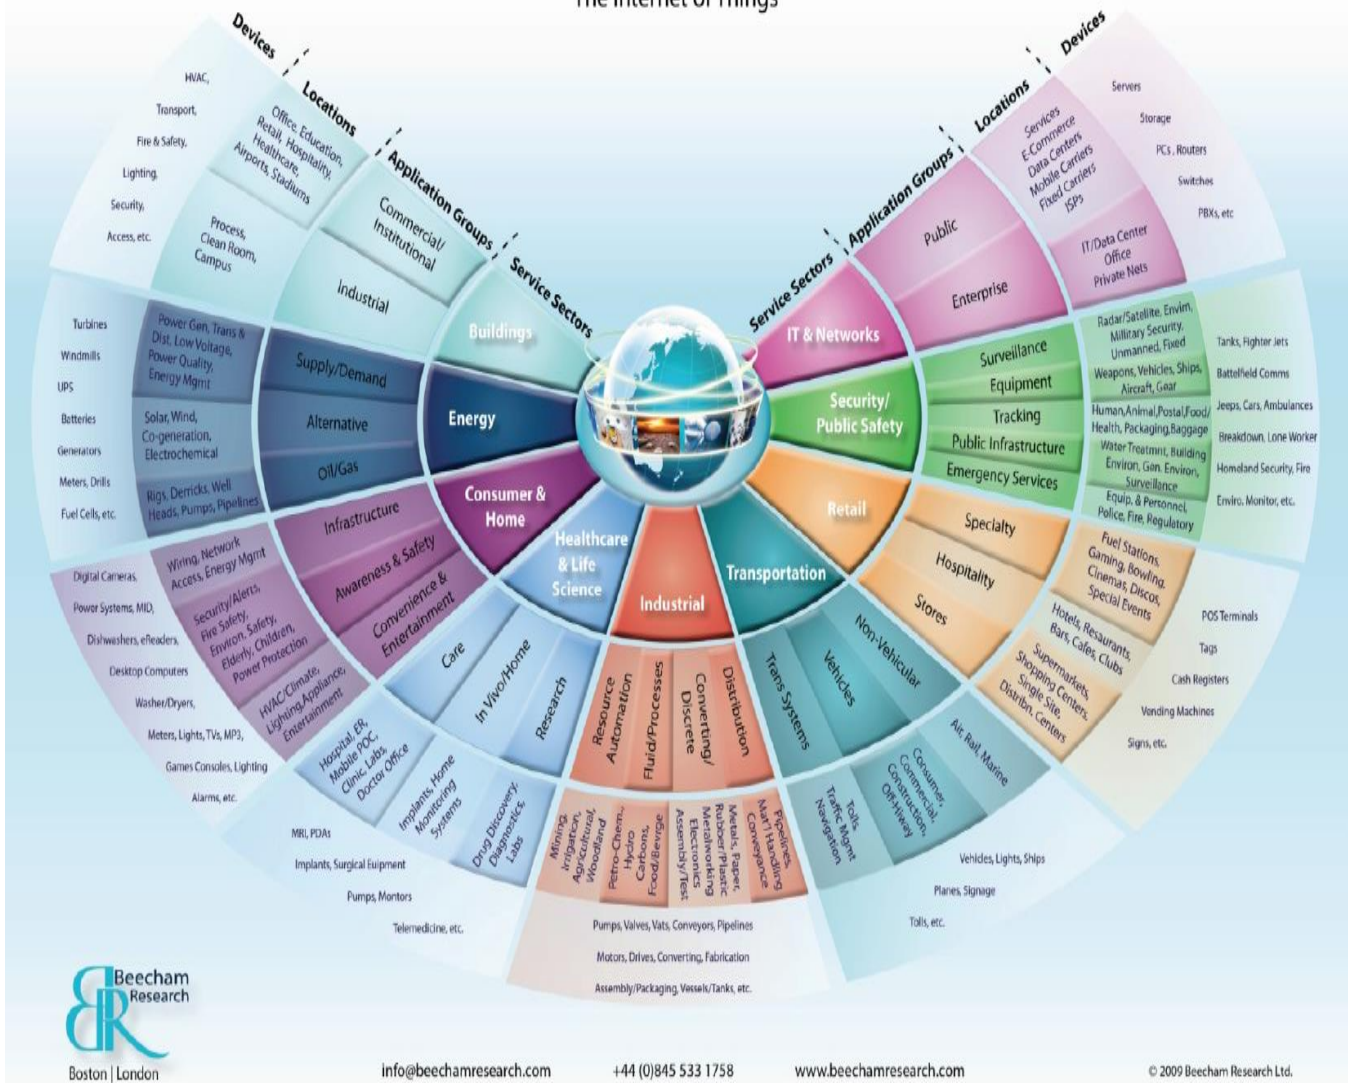 The Internet of Things
Devices
Locations
Application Groups
Service Sectors
Service Sectors
Application Groups
Locations
Devices
HVAC,
Transport,
Fire & Safety,
Lighting,
Security,
Access, etc.
Office, Education,
Retail, Hospitality,
Healthcare,
Airports, Stadiums
Process,
Clean Room,
Campus
Commercial/
Institutional
Industrial
Buildings
Turbines
Windmills
UPS
Batteries
Generators
Meters, Drills
Fuel Cells, etc.
Power Gen, Trans &
Dist, Low Voltage,
Power Quality,
Energy Mgmt
Solar, Wind,
Co-generation,
Electrochemical
Rigs, Derricks, Well
Heads, Pumps, Pipelines
Supply/Demand
Alternative
Oil/Gas
Energy
Digital Cameras,
Power Systems, MID,
Dishwashers, eReaders,
Desktop Computers
Washer/Dryers,
Meters, Lights, TVs, MP3,
Games Consoles, Lighting
Alarms, etc.
Wiring, Network
Access, Energy Mgmt
Security/Alerts,
Fire Safety,
Environ. Safety,
Elderly, Children,
Power Protection
HVAC/Climate,
Lighting, Appliance,
Entertainment
Infrastructure
Awareness & Safety
Convenience &
Entertainment
Consumer &
Home
MRI, PDAs
Implants, Surgical Euipment
Pumps, Montors
Telemedicine, etc.
Hospital, ER,
Mobile POC,
Clinic, Labs,
Doctor Office
Implants, Home
Monitoring
Systems
Drug Discovery,
Diagnostics,
Labs
Care
In Vivo/Home
Research
Healthcare
& Life
Science
Industrial
Resource
Automation
Fluid/Processes
Converting/
Discrete
Distribution
Mining,
Irrigation,
Agricultural,
Woodland
Petro-Chem.,
Hydro
Carbons,
Food/Bevrge
Metals, Paper,
Rubber/Plastic
Metalworking
Electronics
Assembly/Test
Pipelines,
Mat'l Handling
Conveyance
Pumps, Valves, Vats, Conveyors, Pipelines
Motors, Drives, Converting, Fabrication
Assembly/Packaging, Vessels/Tanks, etc.
Transportation
Trans Systems
Vehicles
Non-Vehicular
Tolls,
Traffic Mgmt
Navigation
Consumer,
Commercial,
Construction,
Off-Hiway
Air, Rail, Marine
Vehicles, Lights, Ships
Planes, Signage
Tolls, etc.
Retail
Specialty
Hospitality
Stores
Fuel Stations,
Gaming, Bowling,
Cinemas, Discos,
Special Events
Hotels, Resaurants,
Bars, Cafes, Clubs
Supermarkets,
Shopping Centers,
Single Site,
Distribn. Centers
POS Terminals
Tags
Cash Registers
Vending Machines
Signs, etc.
Security/
Public Safety
Surveillance
Equipment
Tracking
Public Infrastructure
Emergency Services
Radar/Satellite, Envirn,
Millitary Security,
Unmanned, Fixed
Weapons, Vehicles, Ships,
Aircraft, Gear
Human, Animal, Postal, Food/
Health, Packaging, Baggage
Water Treatmnt, Building
Environ, Gen. Environ,
Surveillance
Equip. & Personnel,
Police, Fire, Regulatory
Tanks, Fighter Jets
Battelfield Comms
Jeeps, Cars, Ambulances
Breakdown, Lone Worker
Homeland Security, Fire
Enviro. Monitor, etc.
IT & Networks
Public
Enterprise
Services
E-Commerce
Data Centers
Mobile Carriers
Fixed Carriers
ISPs
IT/Data Center
Office
Private Nets
Servers
Storage
PCs, Routers
Switches
PBXs, etc
BR
Beecham
Research
Boston | London
info@beechamresearch.com
+44 (0)845 533 1758
www.beechamresearch.com
© 2009 Beecham Research Ltd.